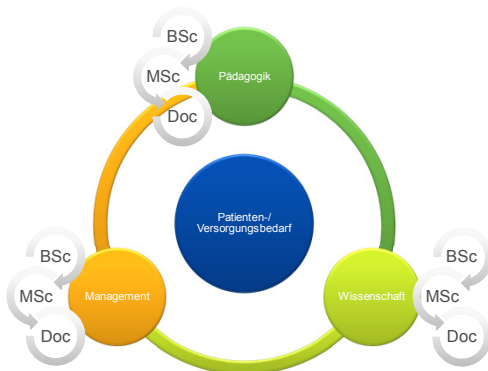 BSc
MSc
Doc
Pädagogik
Patienten-/
Versorgungsbedarf
BSc
MSc
Doc
Management
Wissenschaft
BSc
MSc
Doc